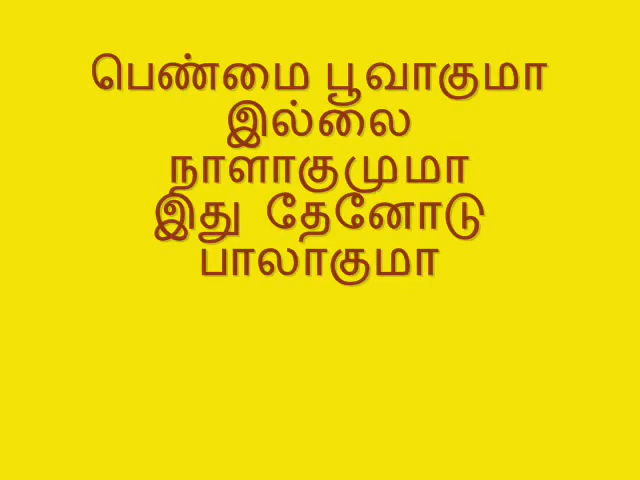 பெண்மை பூவாகுமா
இல்லை
நாளாகுமுமா
இது தேனோடு
பாலாகுமா